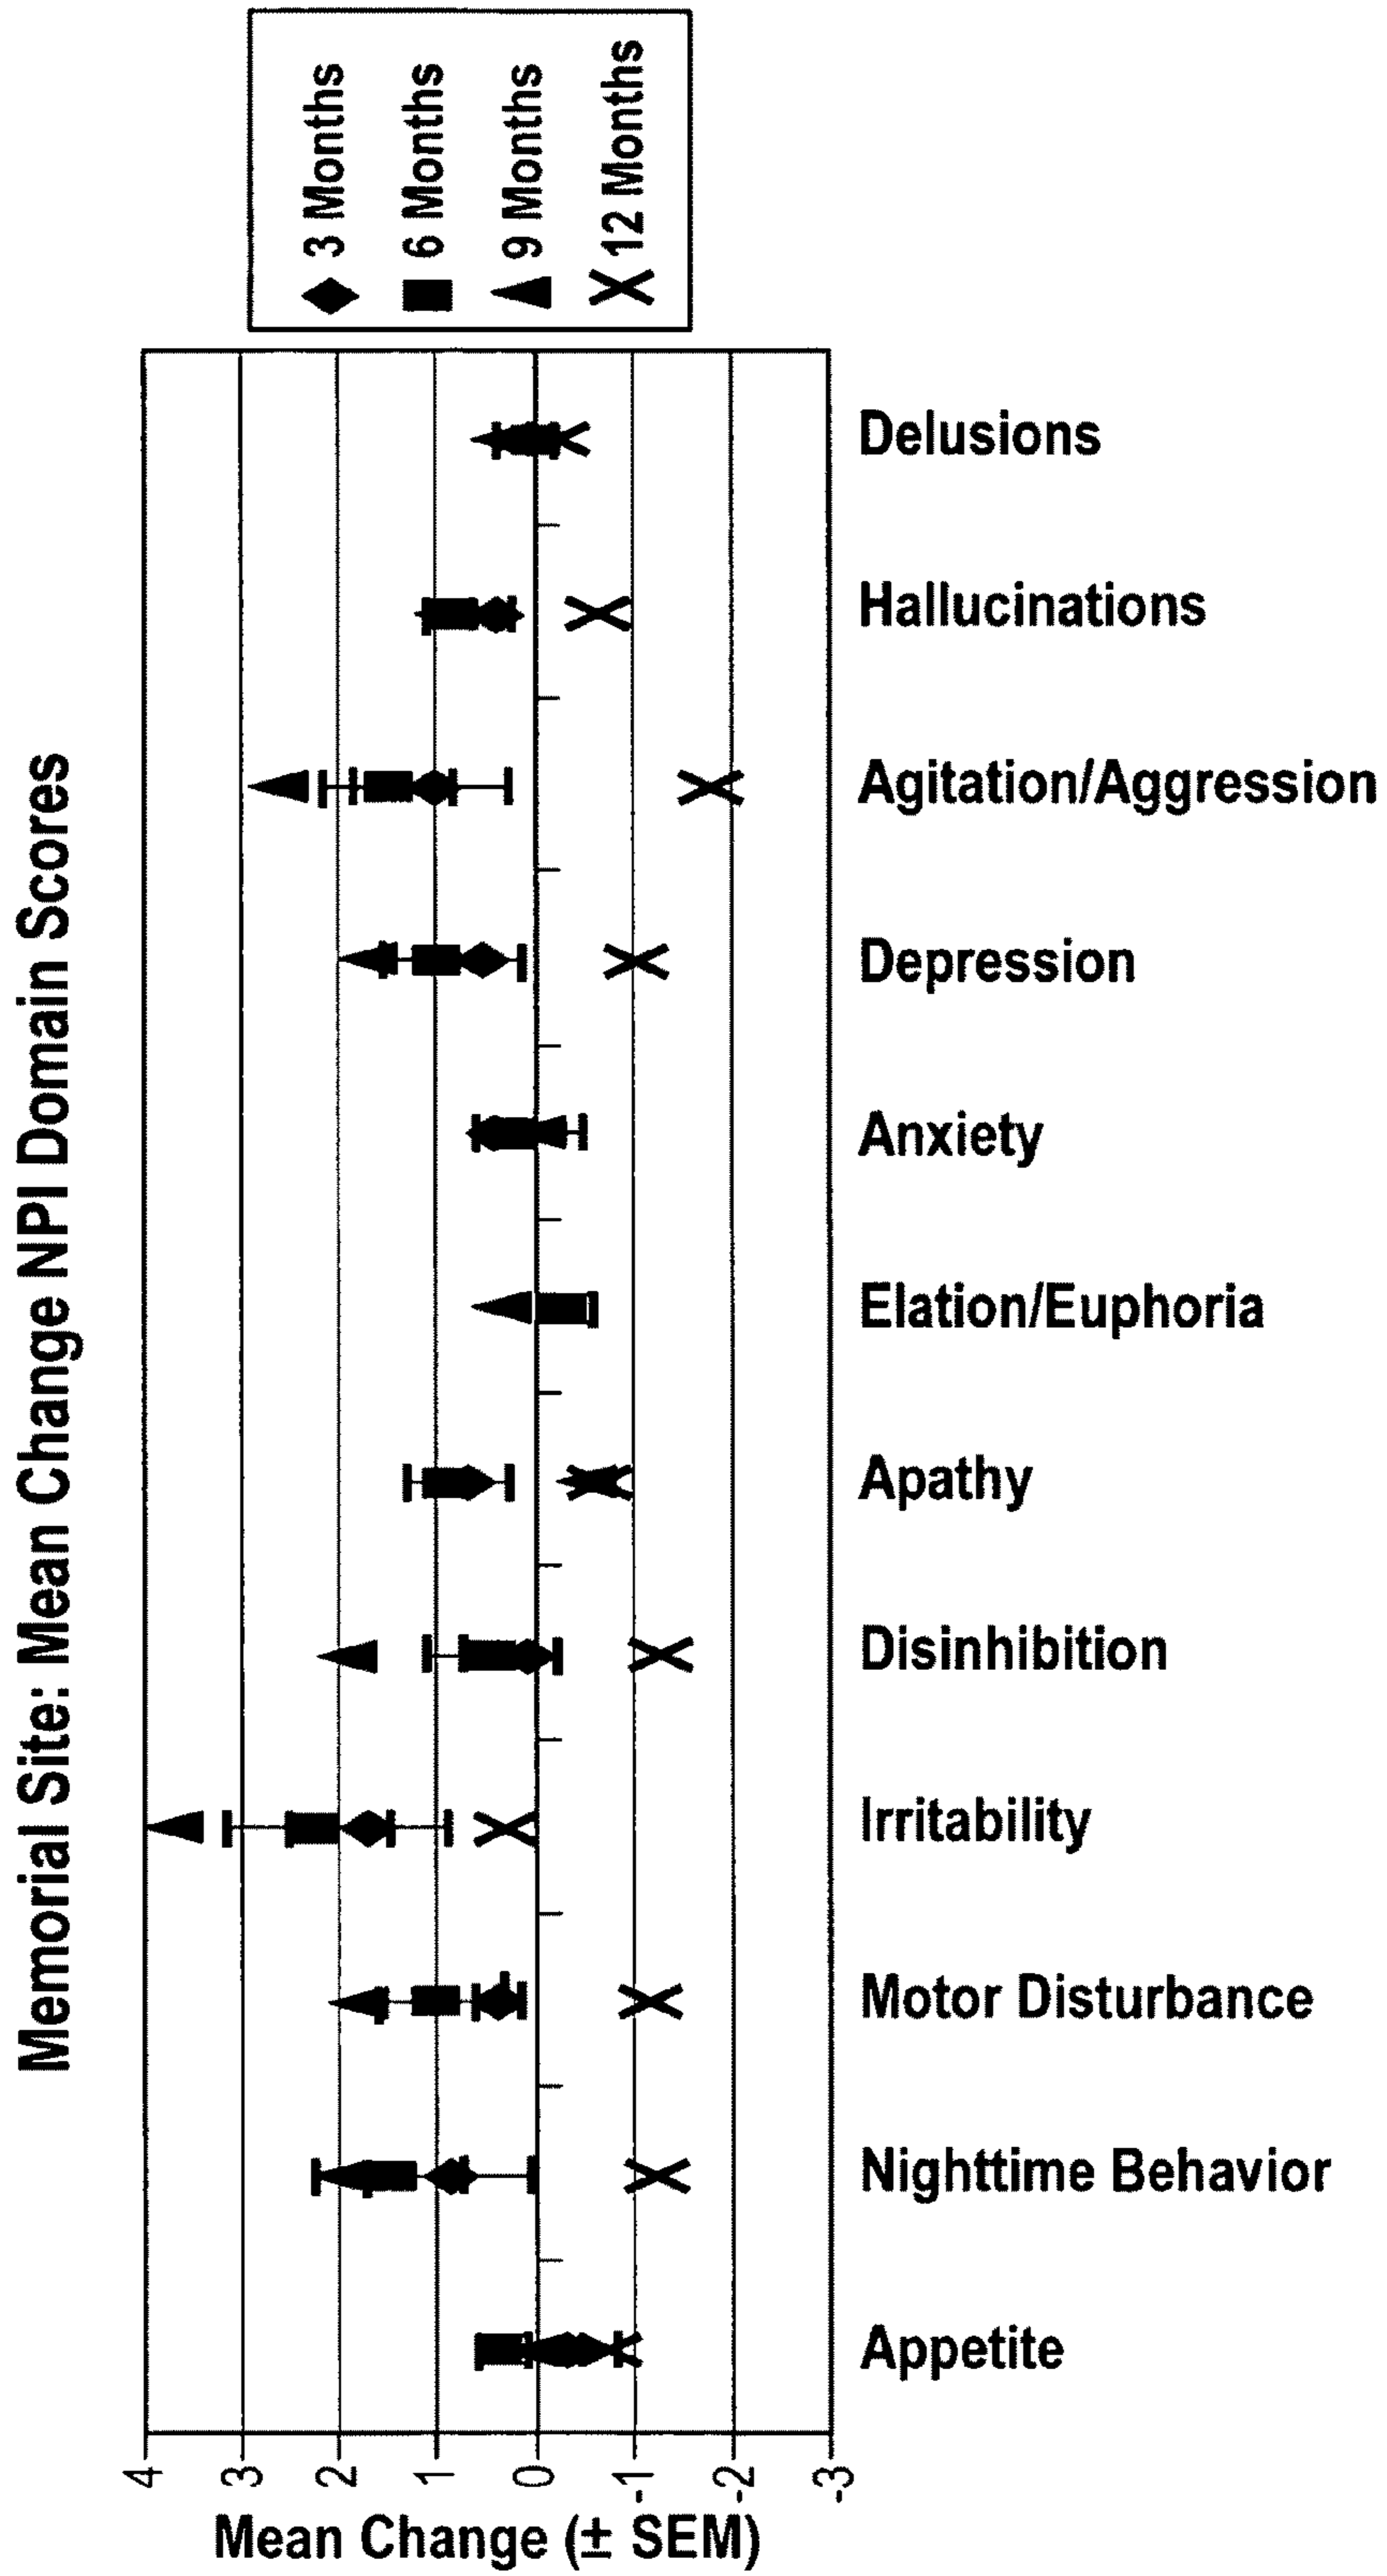 Memorial Site: Mean Change NPI Domain Scores
Mean Change (± SEM)
4
3
2
1
0
-1
-2
-3
Appetite
Nighttime Behavior
Motor Disturbance
Irritability
Disinhibition
Apathy
Elation/Euphoria
Anxiety
Depression
Agitation/Aggression
Hallucinations
Delusions
3 Months
6 Months
9 Months
12 Months